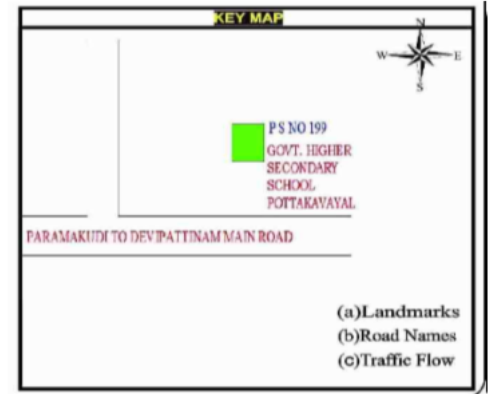 KEY MAP
N
W E
S
P S NO 199
GOVT. HIGHER
SECONDARY
SCHOOL
POTTAKAVAYAL
PARAMAKUDI TO DEVIPATTINAM MAIN ROAD
(a)Landmarks
(b)Road Names
(c)Traffic Flow